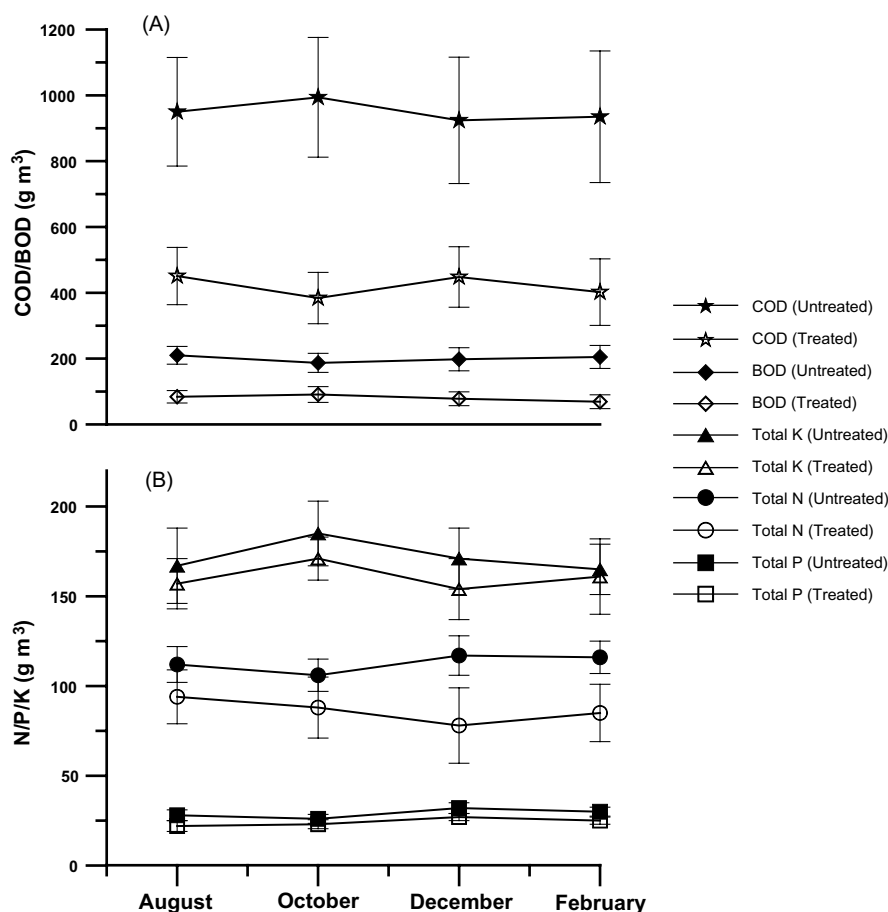 (A)
1200
1000
800
600
400
200
0
COD/BOD (g m³)
(B)
200
150
100
50
0
N/P/K (g m³)
August October December February
COD (Untreated)
COD (Treated)
BOD (Untreated)
BOD (Treated)
Total K (Untreated)
Total K (Treated)
Total N (Untreated)
Total N (Treated)
Total P (Untreated)
Total P (Treated)